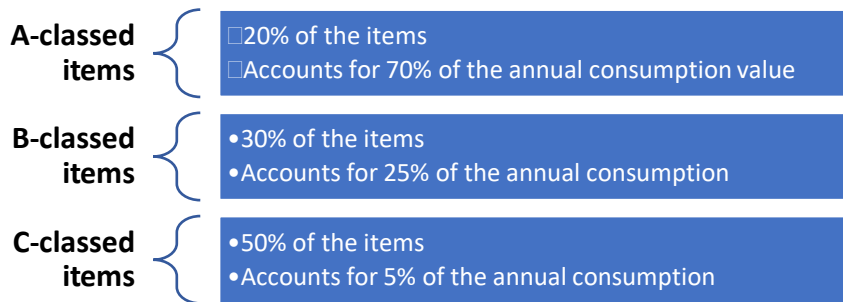 A-classed
items
□20% of the items
□Accounts for 70% of the annual consumption value
B-classed
items
•30% of the items
•Accounts for 25% of the annual consumption
C-classed
items
•50% of the items
•Accounts for 5% of the annual consumption